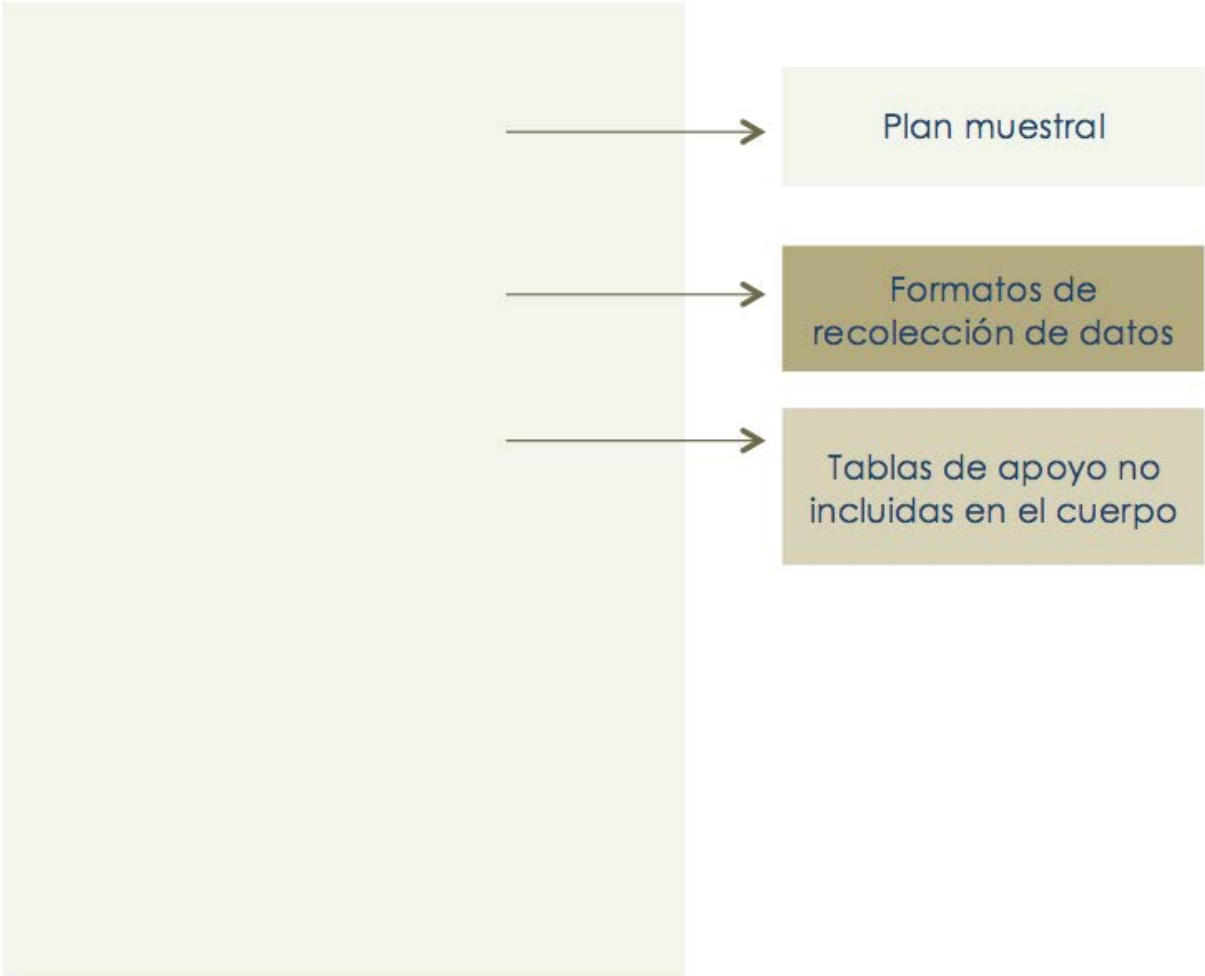 Plan muestral
Formatos de
recolección de datos
Tablas de apoyo no
incluidas en el cuerpo